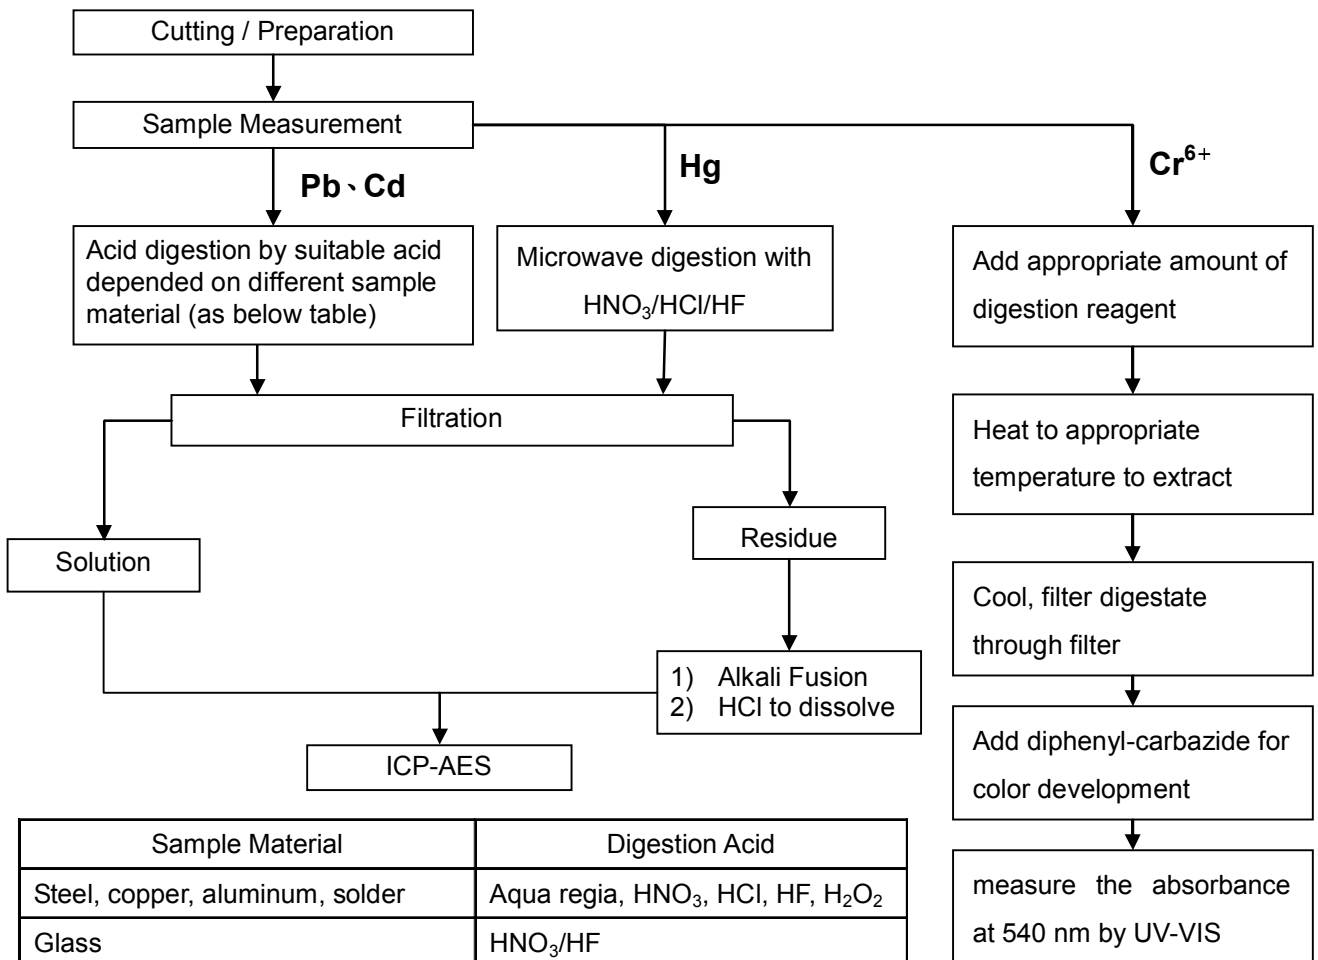 Cutting / Preparation
Sample Measurement
Pb、Cd
Hg
Cr⁶⁺
Acid digestion by suitable acid
depended on different sample
material (as below table)
Microwave digestion with
HNO₃/HCl/HF
Add appropriate amount of
digestion reagent
Filtration
Heat to appropriate
temperature to extract
Solution
Residue
Cool, filter digestate
through filter
1) Alkali Fusion
2) HCl to dissolve
ICP-AES
Add diphenyl-carbazide for
color development
Sample Material Digestion Acid
Steel, copper, aluminum, solder Aqua regia, HNO₃, HCl, HF, H₂O₂
Glass HNO₃/HF
measure the absorbance
at 540 nm by UV-VIS